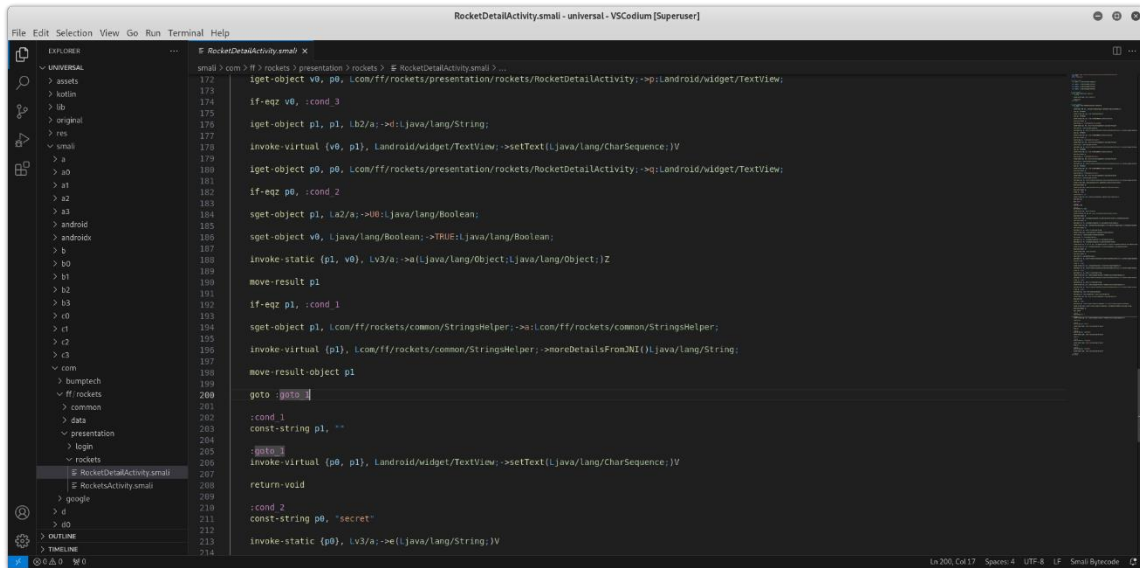 RocketDetailActivity.smali - universal - VSCodium [Superuser]
File Edit Selection View Go Run Terminal Help
EXPLORER
RocketDetailActivity.smali
smali > com > ff > rockets > presentation > rockets > RocketDetailActivity.smali > ...
UNIVERSAL
assets
kotlin
lib
original
res
smali
a
a0
a1
a2
a3
android
androidx
b
b0
b1
b2
b3
c0
c1
c2
c3
com
bumptech
ff/rockets
common
data
presentation
login
rockets
RocketDetailActivity.smali
RocketsActivity.smali
google
d
d0
OUTLINE
TIMELINE
172 iget-object v0, p0, Lcom/ff/rockets/presentation/rockets/RocketDetailActivity;->p:Landroid/widget/TextView;
173
174 if-eqz v0, :cond_3
175
176 iget-object p1, p1, Lb2/a;->d:Ljava/lang/String;
177
178 invoke-virtual {v0, p1}, Landroid/widget/TextView;->setText(Ljava/lang/CharSequence;)V
179
180 iget-object p0, p0, Lcom/ff/rockets/presentation/rockets/RocketDetailActivity;->q:Landroid/widget/TextView;
181
182 if-eqz p0, :cond_2
183
184 sget-object p1, La2/a;->U0:Ljava/lang/Boolean;
185
186 sget-object v0, Ljava/lang/Boolean;->TRUE:Ljava/lang/Boolean;
187
188 invoke-static {p1, v0}, Lv3/a;->a(Ljava/lang/Object;Ljava/lang/Object;)Z
189
190 move-result p1
191
192 if-eqz p1, :cond_1
193
194 sget-object p1, Lcom/ff/rockets/common/StringsHelper;->a:Lcom/ff/rockets/common/StringsHelper;
195
196 invoke-virtual {p1}, Lcom/ff/rockets/common/StringsHelper;->moreDetailsFromJNI()Ljava/lang/String;
197
198 move-result-object p1
199
200 goto :goto_1
201
202 :cond_1
203 const-string p1, ""
204
205 :goto_1
206 invoke-virtual {p0, p1}, Landroid/widget/TextView;->setText(Ljava/lang/CharSequence;)V
207
208 return-void
209
210 :cond_2
211 const-string p0, "secret"
212
213 invoke-static {p0}, Lv3/a;->e(Ljava/lang/String;)V
214
0 0 0
Ln 200, Col 17 Spaces: 4 UTF-8 LF Smali Bytecode